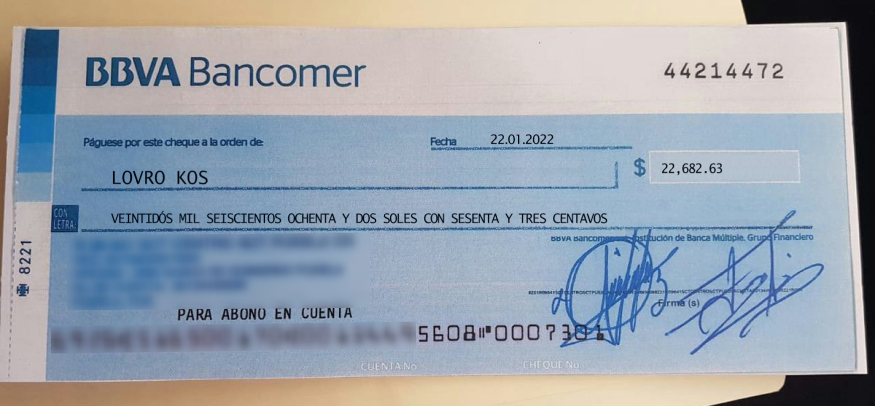 BBVA Bancomer
44214472
Páguese por este cheque a la orden de:
Fecha 22.01.2022
LOVRO KOS
$ 22,682.63
CON LETRA.
VEINTIDÓS MIL SEISCIENTOS OCHENTA Y DOS SOLES CON SESENTA Y TRES CENTAVOS
BBVA Bancomer Institución de Banca Múltiple, Grupo Financiero
Firma (s)
8221
PARA ABONO EN CUENTA
5608 0007301
CUENTA No.
CHEQUE No.